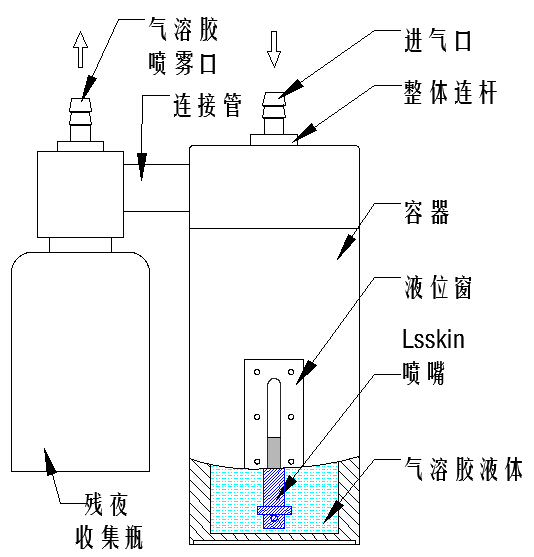 气溶胶
喷雾口
连接管
进气口
整体连杆
容器
液位窗
Lsskin
喷嘴
气溶胶液体
残夜
收集瓶